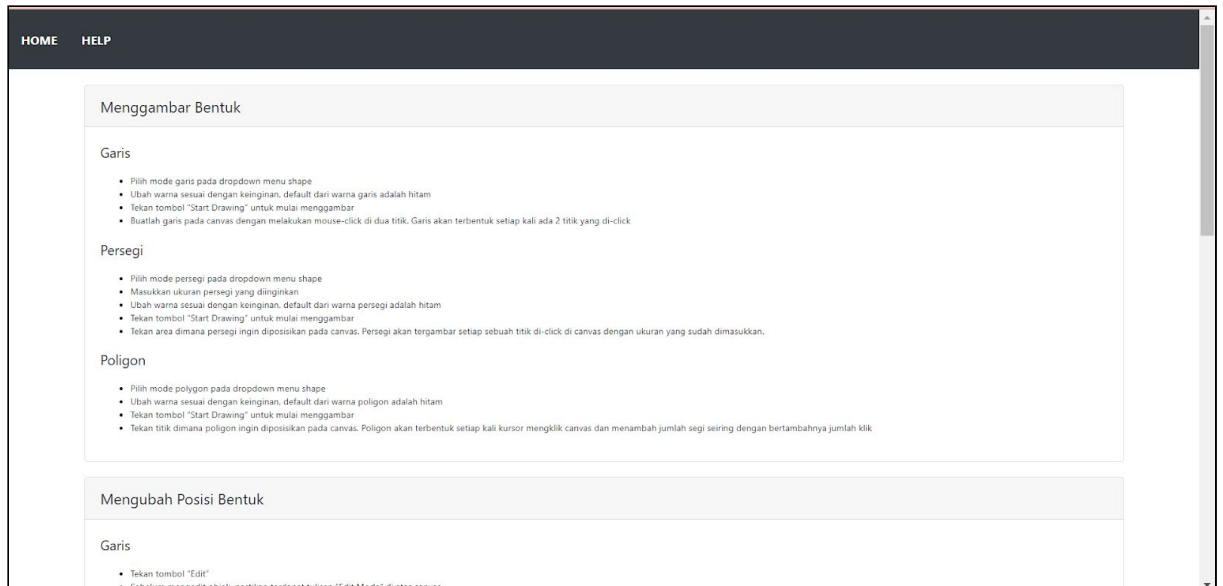 HOME HELP
Menggambar Bentuk
Garis
• Pilih mode garis pada dropdown menu shape
• Ubah warna sesuai dengan keinginan, default dari warna garis adalah hitam
• Tekan tombol "Start Drawing" untuk mulai menggambar
• Buatlah garis pada canvas dengan melakukan mouse-click di dua titik. Garis akan terbentuk setiap kali ada 2 titik yang di-click
Persegi
• Pilih mode persegi pada dropdown menu shape
• Masukkan ukuran persegi yang diinginkan
• Ubah warna sesuai dengan keinginan, default dari warna persegi adalah hitam
• Tekan tombol "Start Drawing" untuk mulai menggambar
• Tekan area dimana persegi ingin diposisikan pada canvas. Persegi akan tergambar setiap sebuah titik di-click di canvas dengan ukuran yang sudah dimasukkan.
Poligon
• Pilih mode polygon pada dropdown menu shape
• Ubah warna sesuai dengan keinginan, default dari warna poligon adalah hitam
• Tekan tombol "Start Drawing" untuk mulai menggambar
• Tekan titik dimana poligon ingin diposisikan pada canvas. Poligon akan terbentuk setiap kali kursor mengklik canvas dan menambah jumlah segi seiring dengan bertambahnya jumlah klik
Mengubah Posisi Bentuk
Garis
• Tekan tombol "Edit"